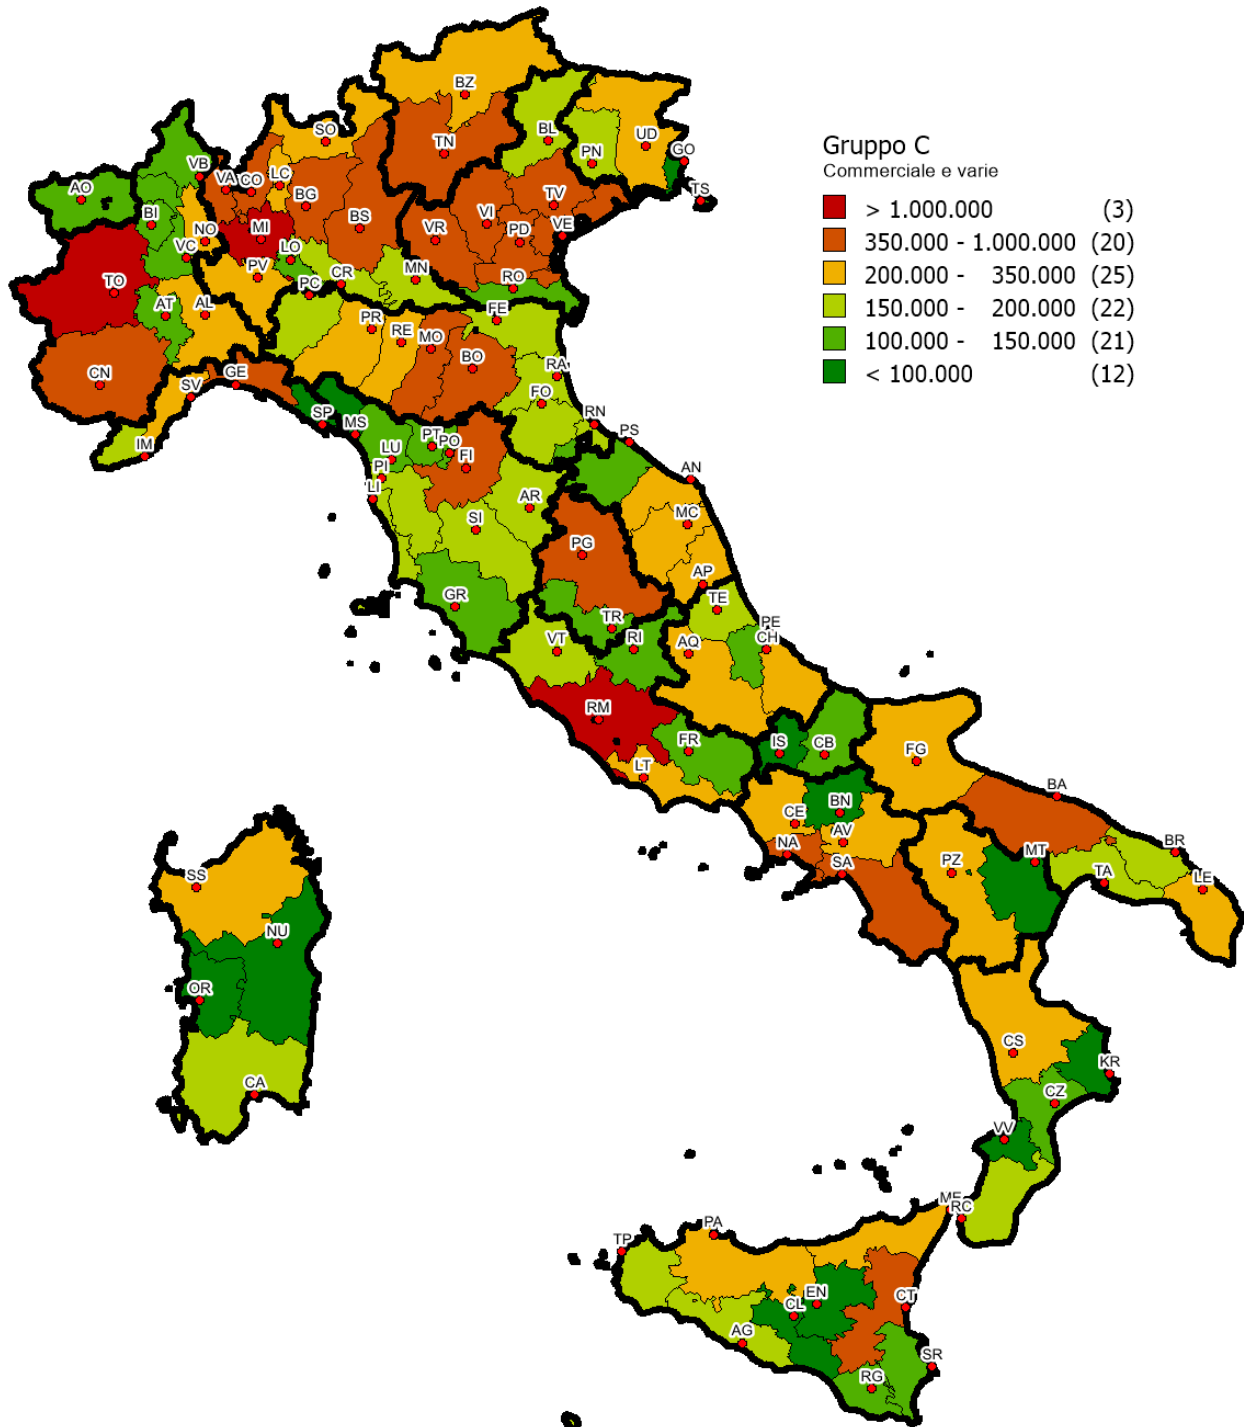 Gruppo C
Commerciale e varie
> 1.000.000 (3)
350.000 - 1.000.000 (20)
200.000 - 350.000 (25)
150.000 - 200.000 (22)
100.000 - 150.000 (21)
< 100.000 (12)
BZ
SO
TN
BL
UD
PN
GO
TS
VB
VA
CO
LC
BG
BS
AO
BI
NO
MI
VR
VI
TV
PD
VE
VC
LO
TO
PV
PC
CR
MN
RO
AT
AL
PR
RE
MO
FE
BO
CN
SV
GE
RA
FO
IM
SP
MS
LU
PT
PO
FI
RN
PS
PI
LI
AR
AN
SI
MC
PG
AP
GR
TR
TE
VT
RI
AQ
PE
CH
RM
FR
IS
CB
FG
LT
BA
CE
BN
AV
NA
SA
PZ
MT
TA
BR
LE
SS
NU
OR
CA
CS
KR
CZ
VV
ME
RC
PA
TP
EN
CL
CT
AG
SR
RG